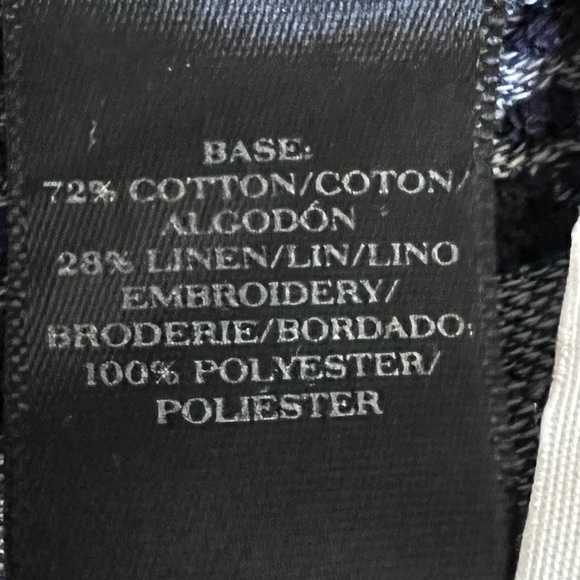 BASE:
72% COTTON/COTON/
ALGODÓN
28% LINEN/LIN/LINO
EMBROIDERY/
BRODERIE/BORDADO:
100% POLYESTER/
POLIÉSTER